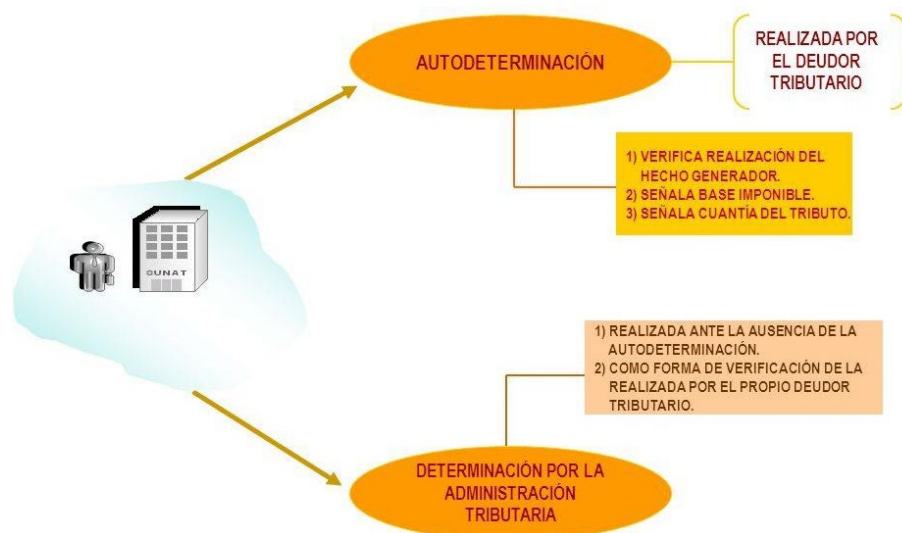 AUTODETERMINACIÓN
REALIZADA POR
EL DEUDOR
TRIBUTARIO
1) VERIFICA REALIZACIÓN DEL
HECHO GENERADOR.
2) SEÑALA BASE IMPONIBLE.
3) SEÑALA CUANTÍA DEL TRIBUTO.
SUNAT
1) REALIZADA ANTE LA AUSENCIA DE LA
AUTODETERMINACIÓN.
2) COMO FORMA DE VERIFICACIÓN DE LA
REALIZADA POR EL PROPIO DEUDOR
TRIBUTARIO.
DETERMINACIÓN POR LA
ADMINISTRACIÓN
TRIBUTARIA